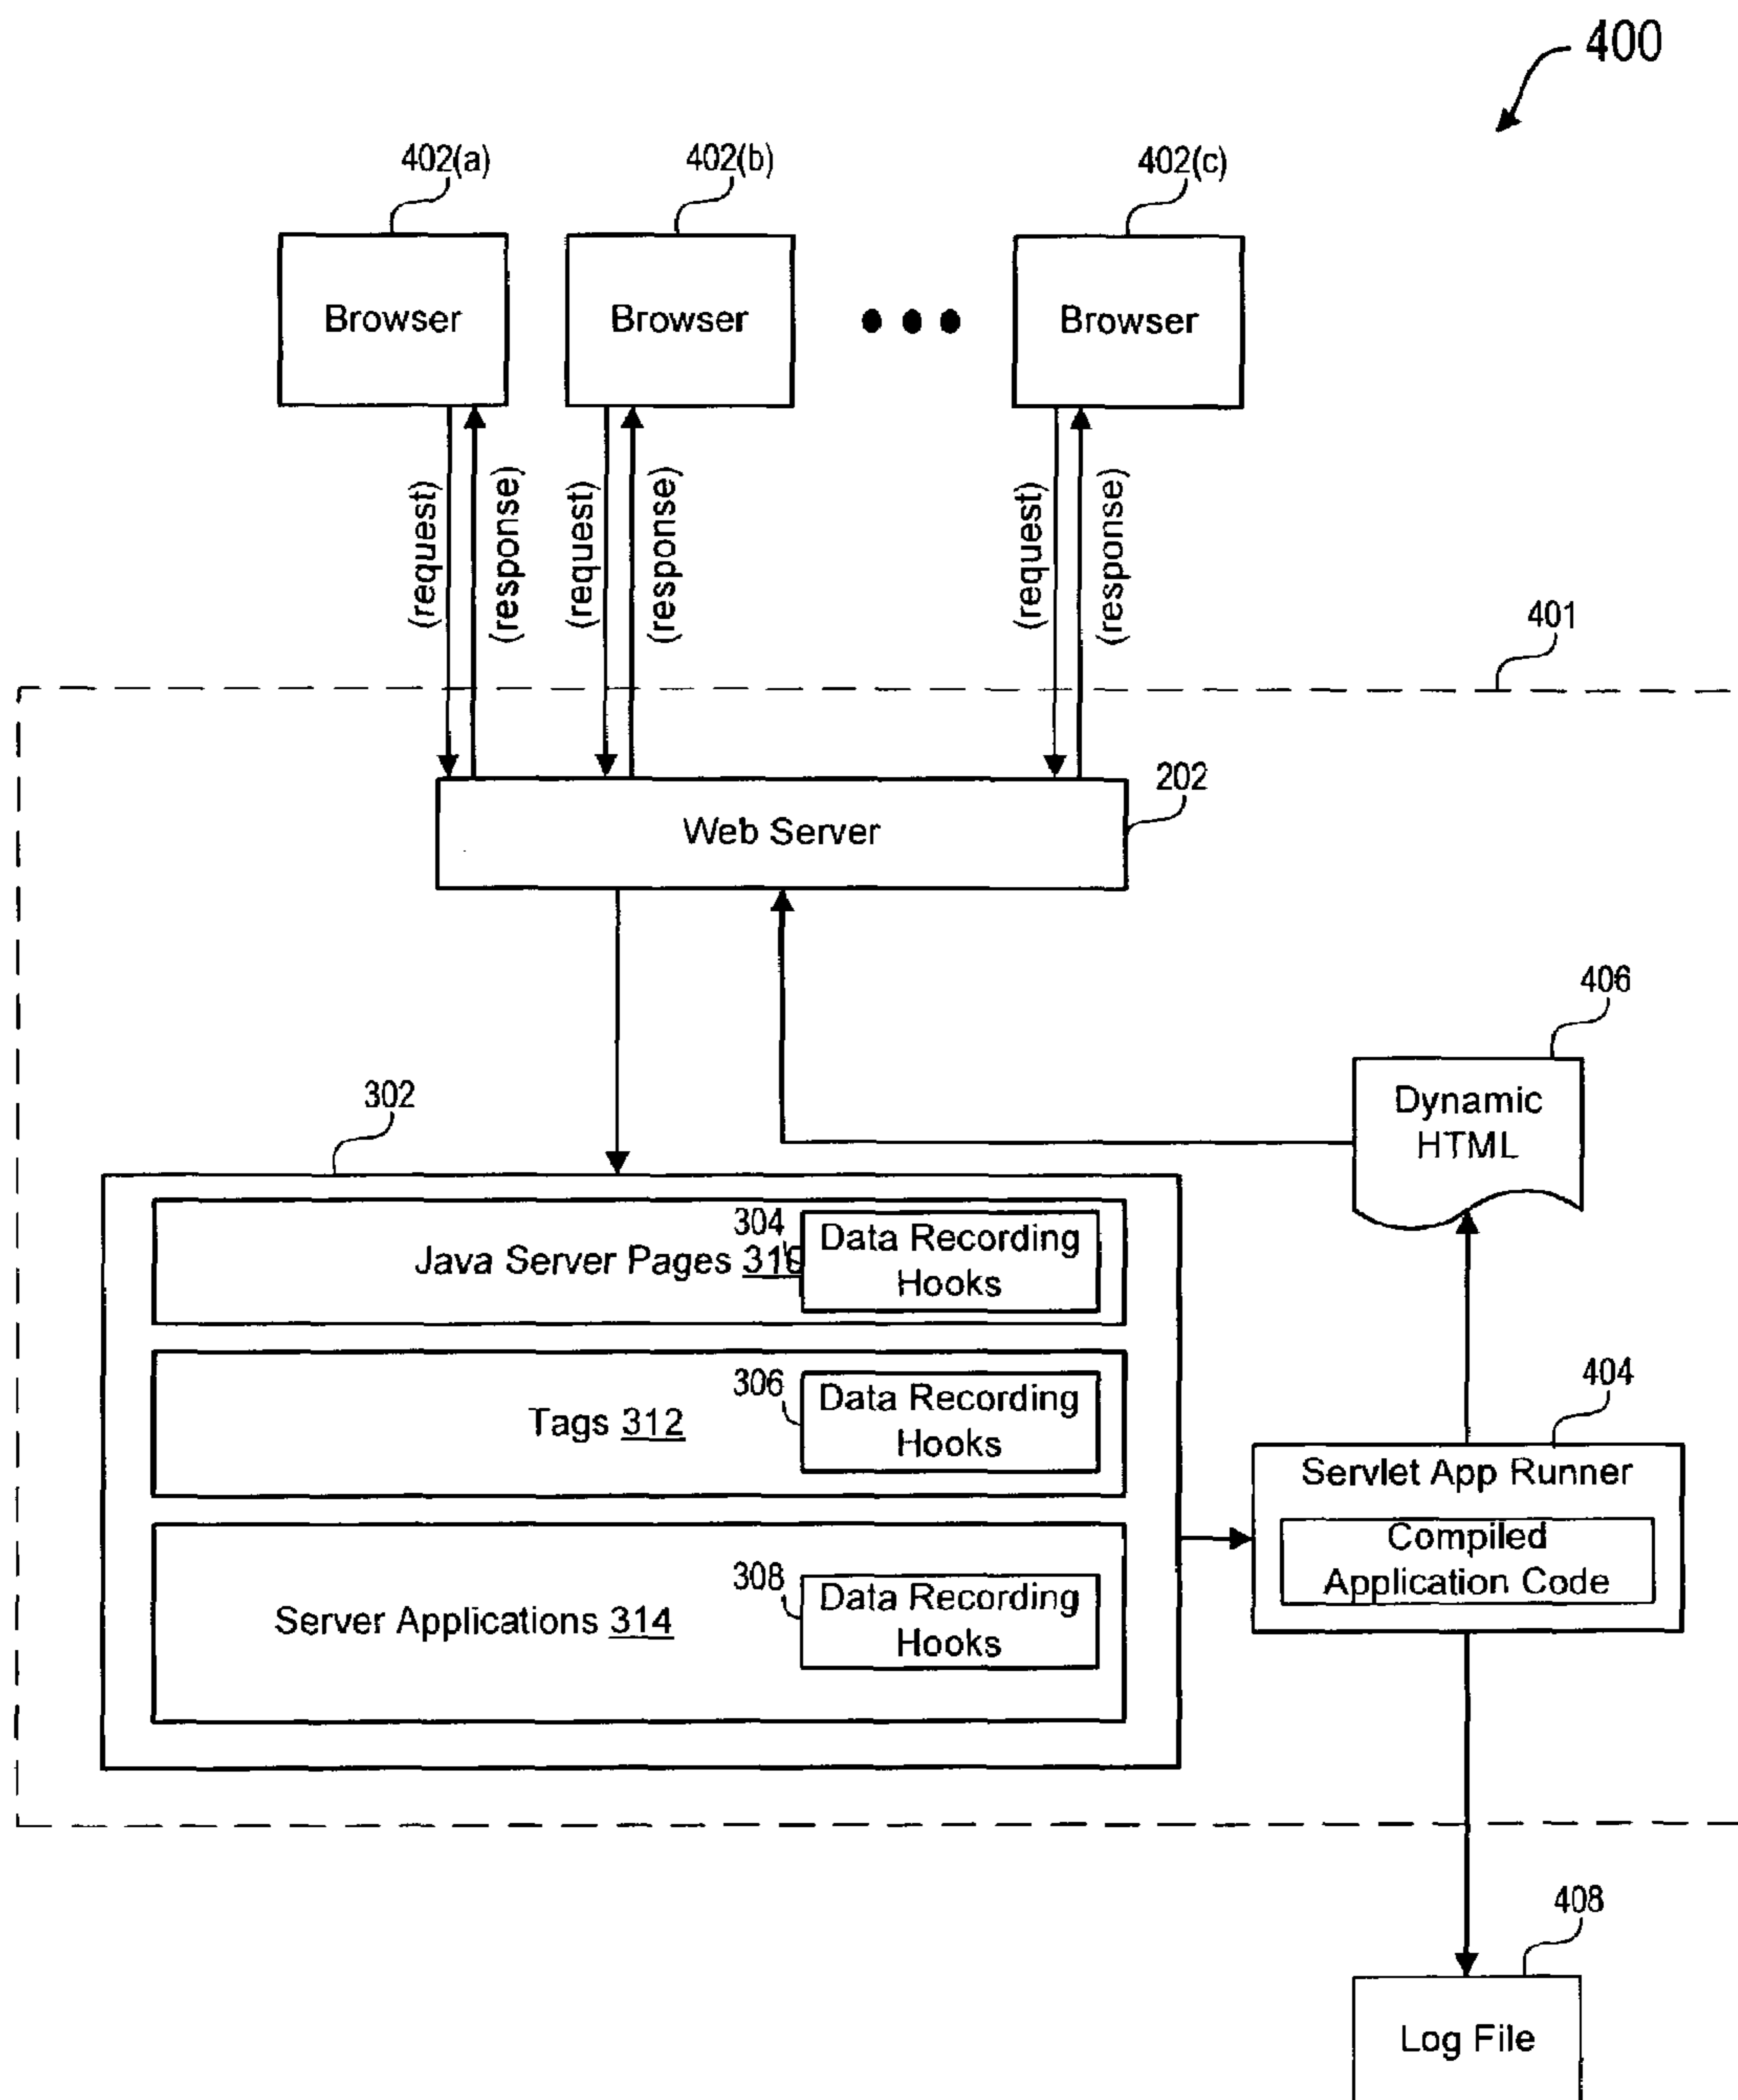 400
402(a)
402(b)
402(c)
Browser
Browser
Browser
(request)
(response)
(request)
(response)
(request)
(response)
401
202
Web Server
406
Dynamic
HTML
302
304
Java Server Pages
Data Recording
Hooks
306
Tags 312
Data Recording
Hooks
404
Servlet App Runner
Compiled
Application Code
308
Server Applications 314
Data Recording
Hooks
408
Log File